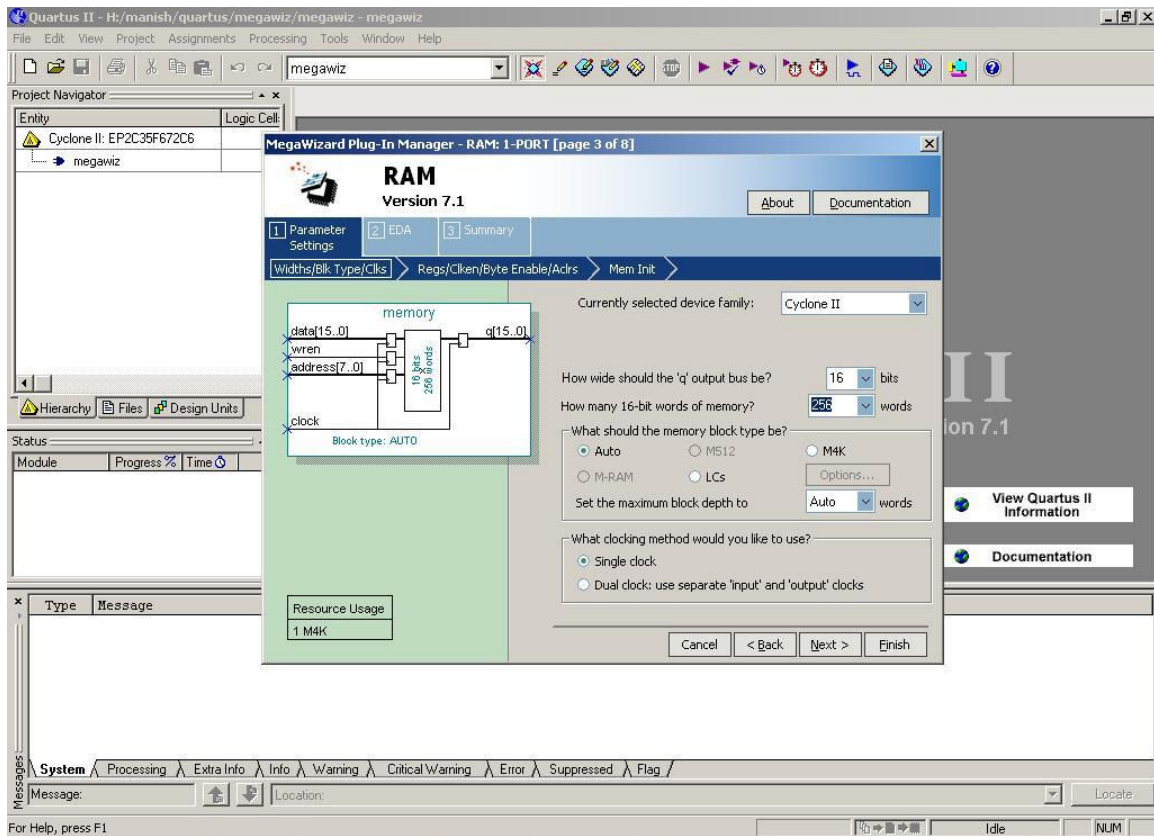 Quartus II - H:/manish/quartus/megawiz/megawiz - megawiz
File Edit View Project Assignments Processing Tools Window Help
megawiz
Project Navigator
Entity Logic Cell
Cyclone II: EP2C35F672C6
megawiz
Hierarchy Files Design Units
Status
Module Progress % Time
MegaWizard Plug-In Manager - RAM: 1-PORT [page 3 of 8]
RAM
Version 7.1
About Documentation
1 Parameter Settings 2 EDA 3 Summary
Widths/Blk Type/Clks Regs/Clken/Byte Enable/Aclrs Mem Init
memory
data[15..0] q[15..0]
wren
address[7..0]
16 bits
256 words
clock
Block type: AUTO
Resource Usage
1 M4K
Currently selected device family: Cyclone II
How wide should the 'q' output bus be? 16 bits
How many 16-bit words of memory? 256 words
What should the memory block type be?
Auto M512 M4K
M-RAM LCs Options...
Set the maximum block depth to Auto words
What clocking method would you like to use?
Single clock
Dual clock: use separate 'input' and 'output' clocks
Cancel < Back Next > Finish
II
ion 7.1
View Quartus II
Information
Documentation
Type Message
System Processing Extra Info Info Warning Critical Warning Error Suppressed Flag
Messages
Message: Location: Locate
For Help, press F1 Idle NUM